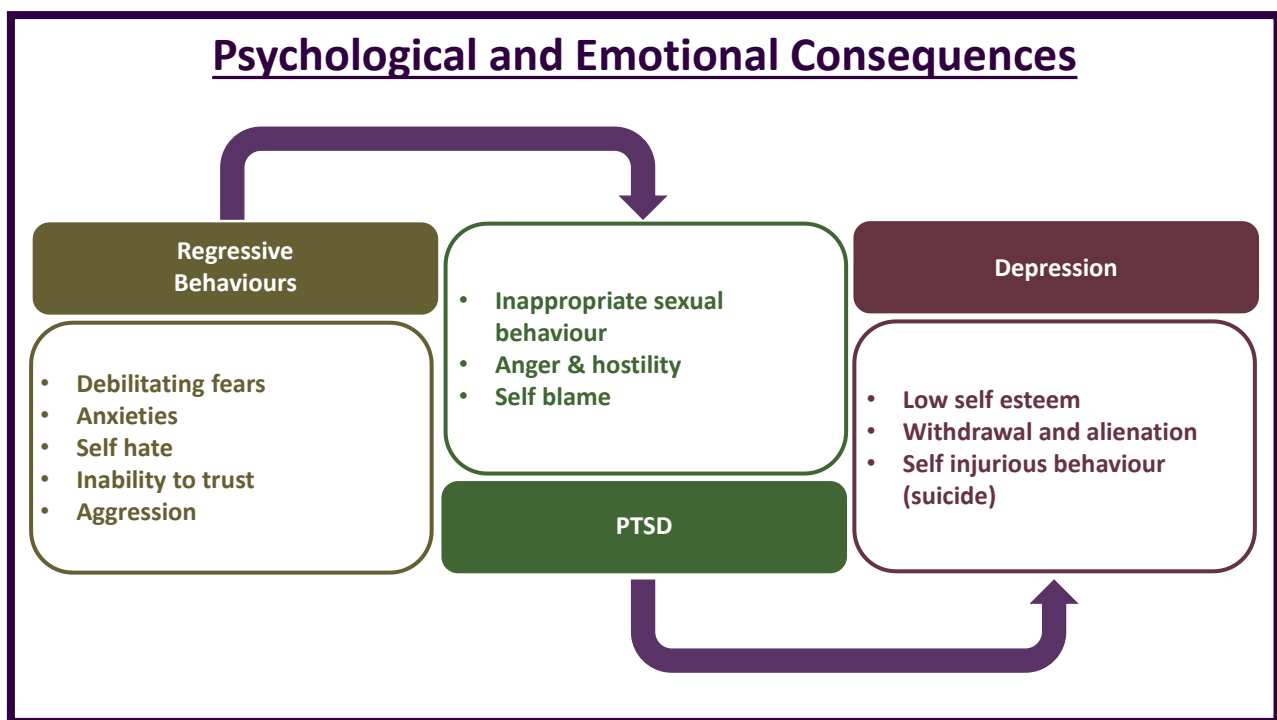 Psychological and Emotional Consequences
Regressive
Behaviours
• Debilitating fears
• Anxieties
• Self hate
• Inability to trust
• Aggression
• Inappropriate sexual
behaviour
• Anger & hostility
• Self blame
PTSD
Depression
• Low self esteem
• Withdrawal and alienation
• Self injurious behaviour
(suicide)